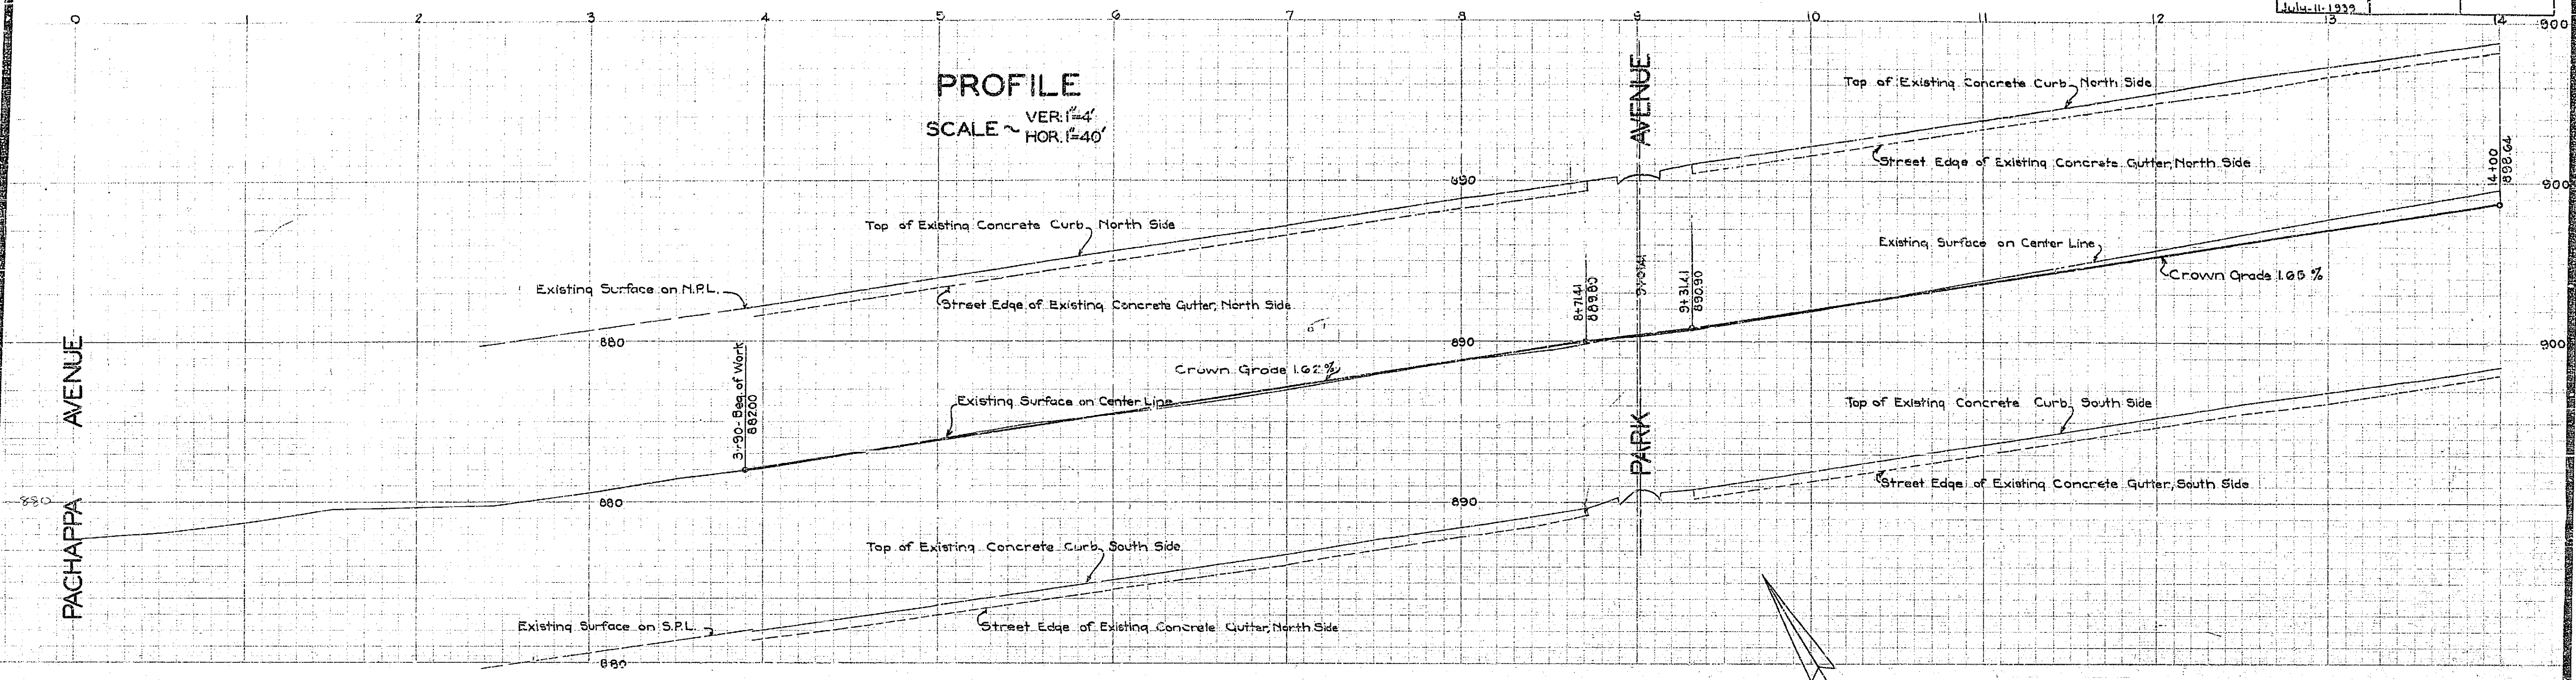 0 2 3 4 5 6 7 8 9 10 11 12 13 14
July-11-1939
900
PROFILE
SCALE ~ VER. 1"=4'
HOR. 1"=40'
AVENUE
Top of Existing Concrete Curb, North Side
Street Edge of Existing Concrete Gutter, North Side
14+00
898.64
890
900
Top of Existing Concrete Curb, North Side
Existing Surface on Center Line
Crown Grade 1.65 %
Existing Surface on N.P.L.
Street Edge of Existing Concrete Gutter, North Side
8+71.41
889.80
9+31.41
890.90
880
890
900
PACHAPPA AVENUE
3+90- Beg. of Work
882.00
Crown Grade 1.62 %
Existing Surface on Center Line
PARK
Top of Existing Concrete Curb, South Side
Street Edge of Existing Concrete Gutter, South Side
880
880
890
Top of Existing Concrete Curb, South Side
Existing Surface on S.P.L.
Street Edge of Existing Concrete Gutter, North Side
880